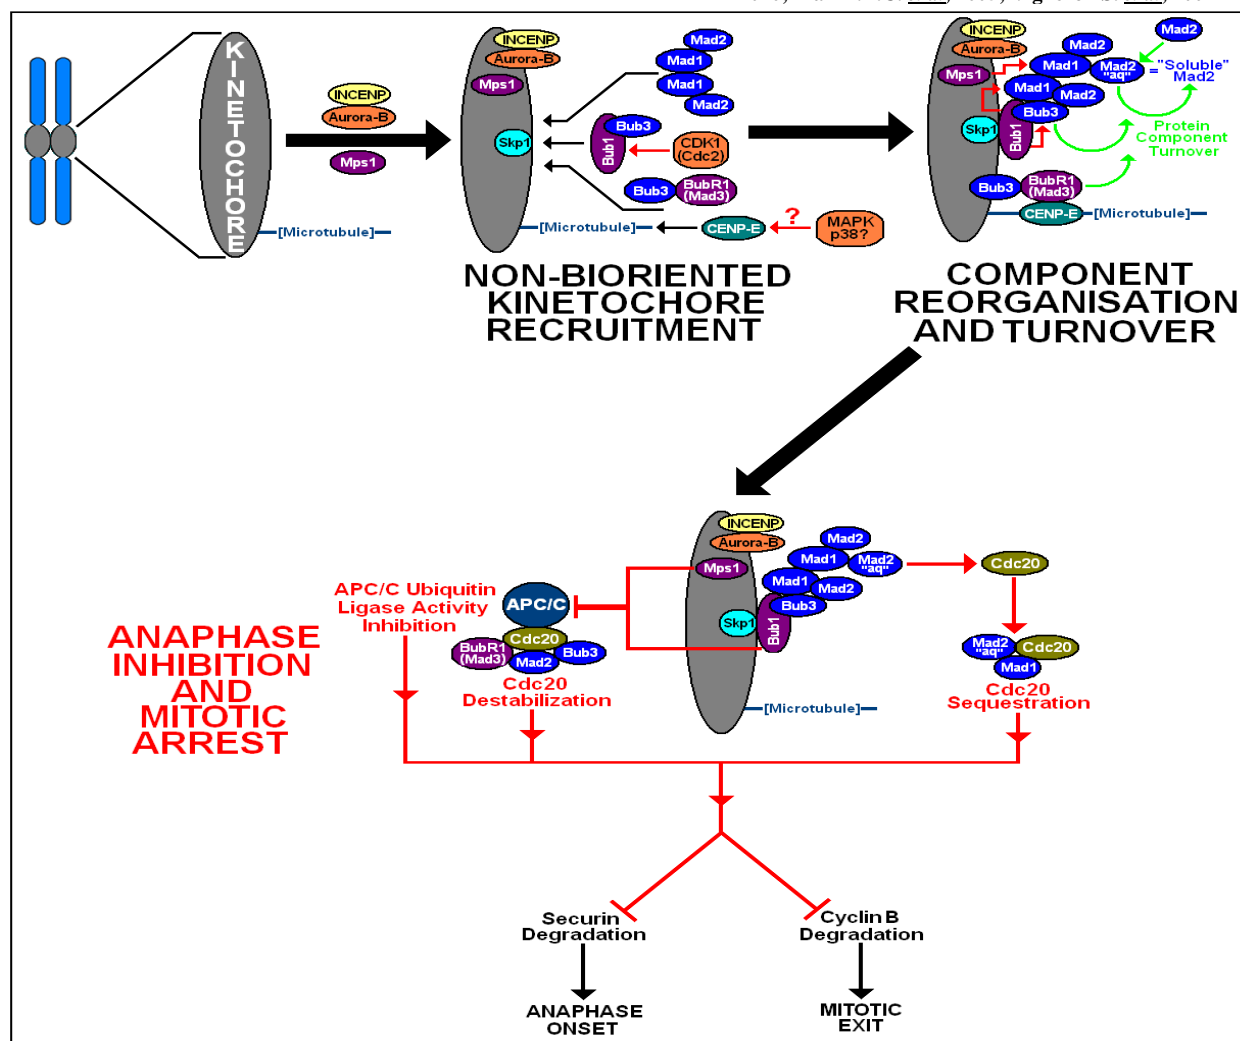 KINETOCHORE
[Microtubule]
INCENP
Aurora-B
Mps1
INCENP
Aurora-B
Mps1
Skp1
Mad2
Mad1
Mad1
Mad2
Bub3
Bub1
CDK1
(Cdc2)
Bub3
BubR1
(Mad3)
[Microtubule]
CENP-E
?
MAPK
p38?
NON-BIORIENTED
KINETOCHORE
RECRUITMENT
INCENP
Aurora-B
Mps1
Skp1
Mad2
Mad1
Mad2
"aq"
Mad2
= "Soluble"
Mad2
Mad1
Mad2
Bub3
Bub1
Protein
Component
Turnover
Bub3
BubR1
(Mad3)
CENP-E
[Microtubule]
COMPONENT
REORGANISATION
AND TURNOVER
INCENP
Aurora-B
Mps1
Skp1
Mad2
Mad1
Mad2
"aq"
Mad1
Mad2
Bub3
Bub1
[Microtubule]
Cdc20
Mad2
"aq"
Cdc20
Mad1
Cdc20
Sequestration
APC/C Ubiquitin
Ligase Activity
Inhibition
APC/C
Cdc20
BubR1
(Mad3)
Mad2
Bub3
Cdc20
Destabilization
ANAPHASE
INHIBITION
AND
MITOTIC
ARREST
Securin
Degradation
ANAPHASE
ONSET
Cyclin B
Degradation
MITOTIC
EXIT